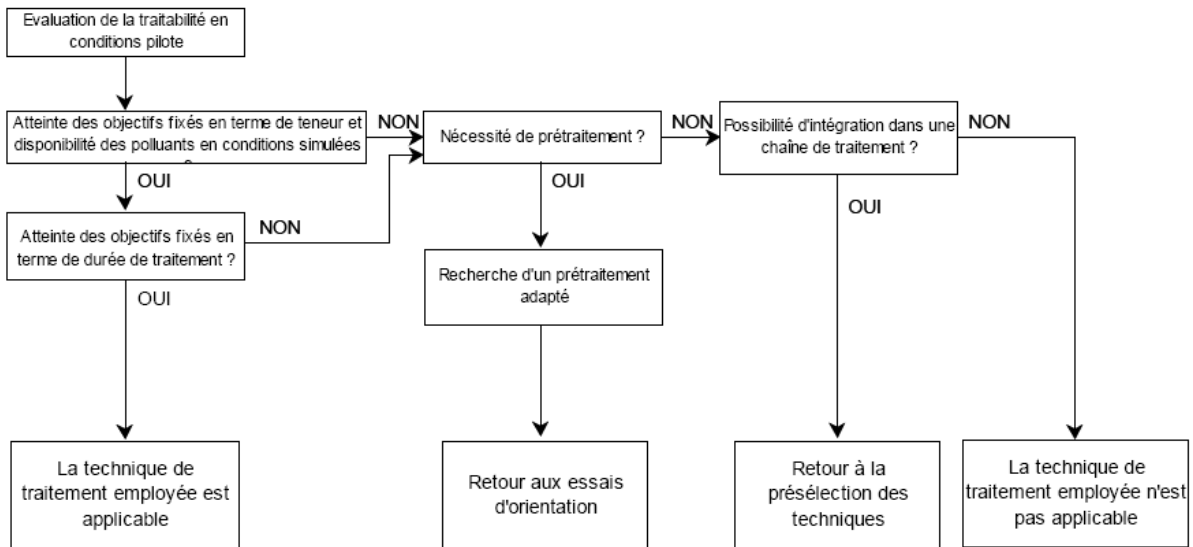 Evaluation de la traitabilité en
conditions pilote
Atteinte des objectifs fixés en terme de teneur et
disponibilité des polluants en conditions simulées
?
NON
Nécessité de prétraitement ?
NON
Possibilité d'intégration dans une
chaîne de traitement ?
NON
OUI
OUI
OUI
Atteinte des objectifs fixés en
terme de durée de traitement ?
NON
Recherche d'un prétraitement
adapté
OUI
La technique de
traitement employée est
applicable
Retour aux essais
d'orientation
Retour à la
présélection des
techniques
La technique de
traitement employée n'est
pas applicable